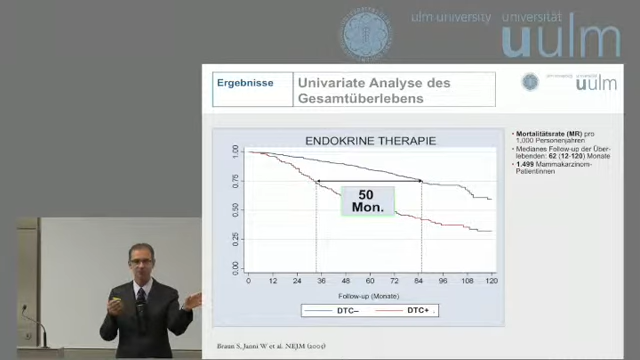 ulm university universität
uulm
Ergebnisse
Univariate Analyse des
Gesamtüberlebens
uulm
ENDOKRINE THERAPIE
1.00
0.75
0.50
0.25
0.00
50
Mon.
0 12 24 36 48 60 72 84 96 108 120
Follow-up (Monate)
DTC– DTC+ .
• Mortalitätsrate (MR) pro
1,000 Personenjahren
• Medianes Follow-up der Über-
lebenden: 62 (12-120) Monate
• 1.499 Mammakarzinom-
Patientinnen
Braun S, Janni W et al. NEJM (2005)